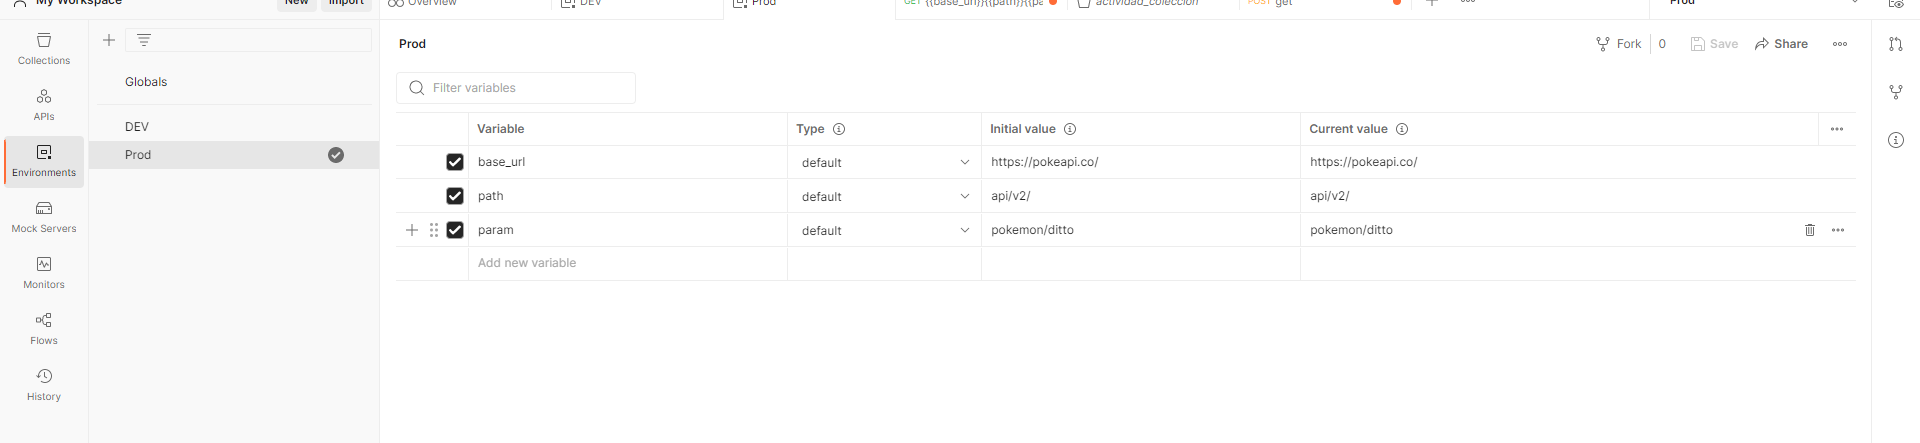 My Workspace New Import
Overview DEV Prod GET {{base_url}}{{path}}{{pa actividad_coleccion POST get Prod
Collections
APIs
Environments
Mock Servers
Monitors
Flows
History
Globals
DEV
Prod
Prod Fork 0 Save Share
Filter variables
Variable Type Initial value Current value
base_url default https://pokeapi.co/ https://pokeapi.co/
path default api/v2/ api/v2/
param default pokemon/ditto pokemon/ditto
Add new variable